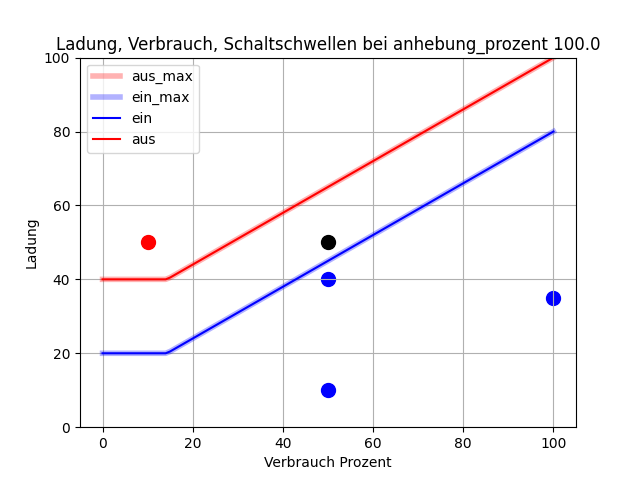 Ladung, Verbrauch, Schaltschwellen bei anhebung_prozent 100.0
100
80
60
40
20
0
Ladung
aus_max
ein_max
ein
aus
0 20 40 60 80 100
Verbrauch Prozent